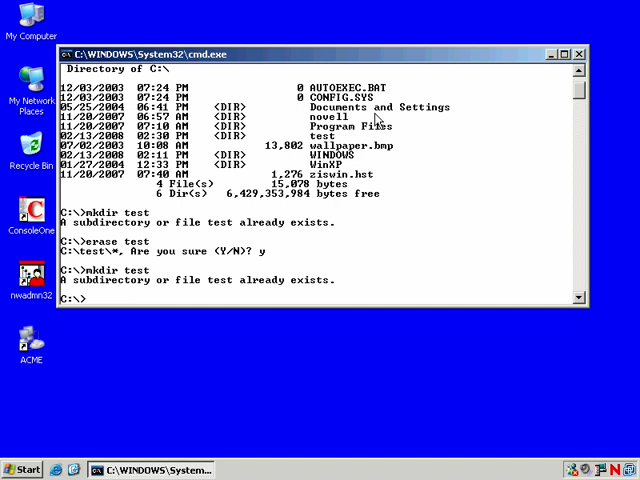 My Computer
My Network
Places
Recycle Bin
ConsoleOne
nwadmn32
ACME
C:\WINDOWS\System32\cmd.exe
Directory of C:\
12/03/2003 07:24 PM 0 AUTOEXEC.BAT
12/03/2003 07:24 PM 0 CONFIG.SYS
05/25/2004 06:41 PM <DIR> Documents and Settings
11/20/2007 06:57 AM <DIR> novell
11/20/2007 07:10 AM <DIR> Program Files
02/13/2008 02:30 PM <DIR> test
07/02/2003 10:08 AM 13,802 wallpaper.bmp
02/13/2008 02:11 PM <DIR> WINDOWS
01/27/2004 12:33 PM <DIR> WinXP
11/20/2007 07:40 AM 1,276 ziswin.hst
4 File(s) 15,078 bytes
6 Dir(s) 6,429,353,984 bytes free
C:\>mkdir test
A subdirectory or file test already exists.
C:\>erase test
C:\test\*, Are you sure (Y/N)? y
C:\>mkdir test
A subdirectory or file test already exists.
C:\>
Start
C:\WINDOWS\System...
N